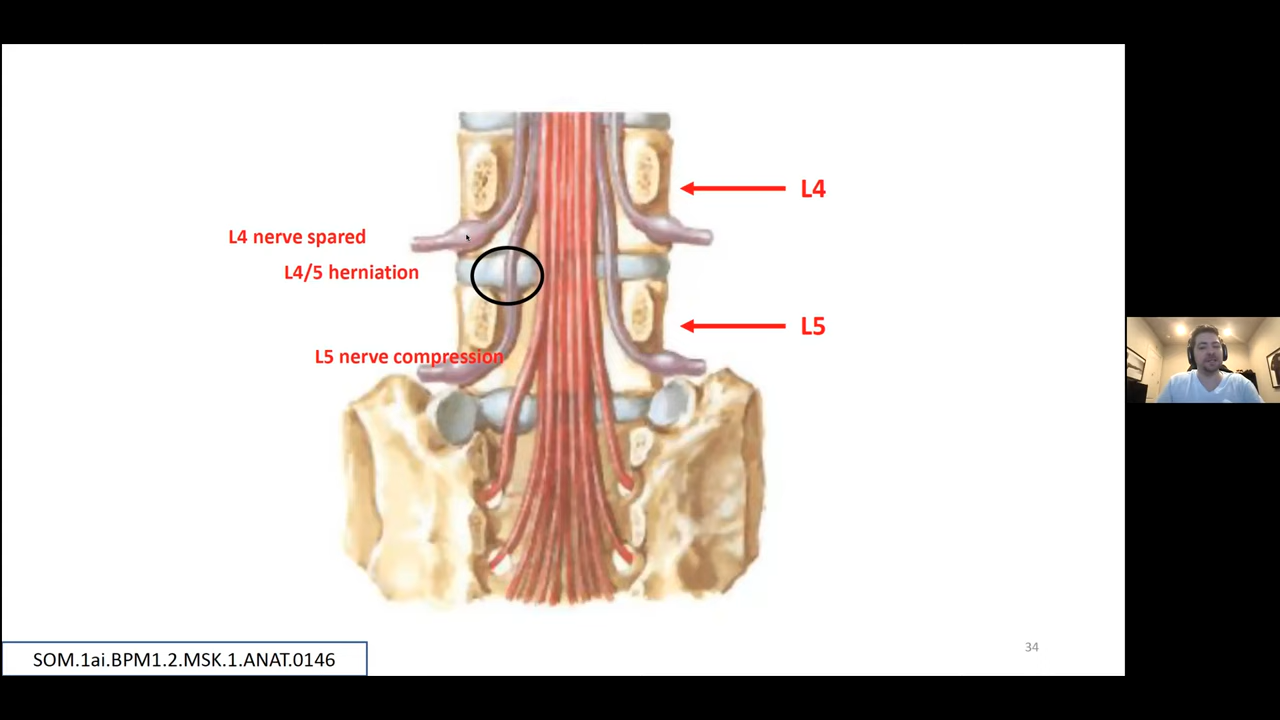 L4
L4 nerve spared
L4/5 herniation
L5
L5 nerve compression
34
SOM.1ai.BPM1.2.MSK.1.ANAT.0146